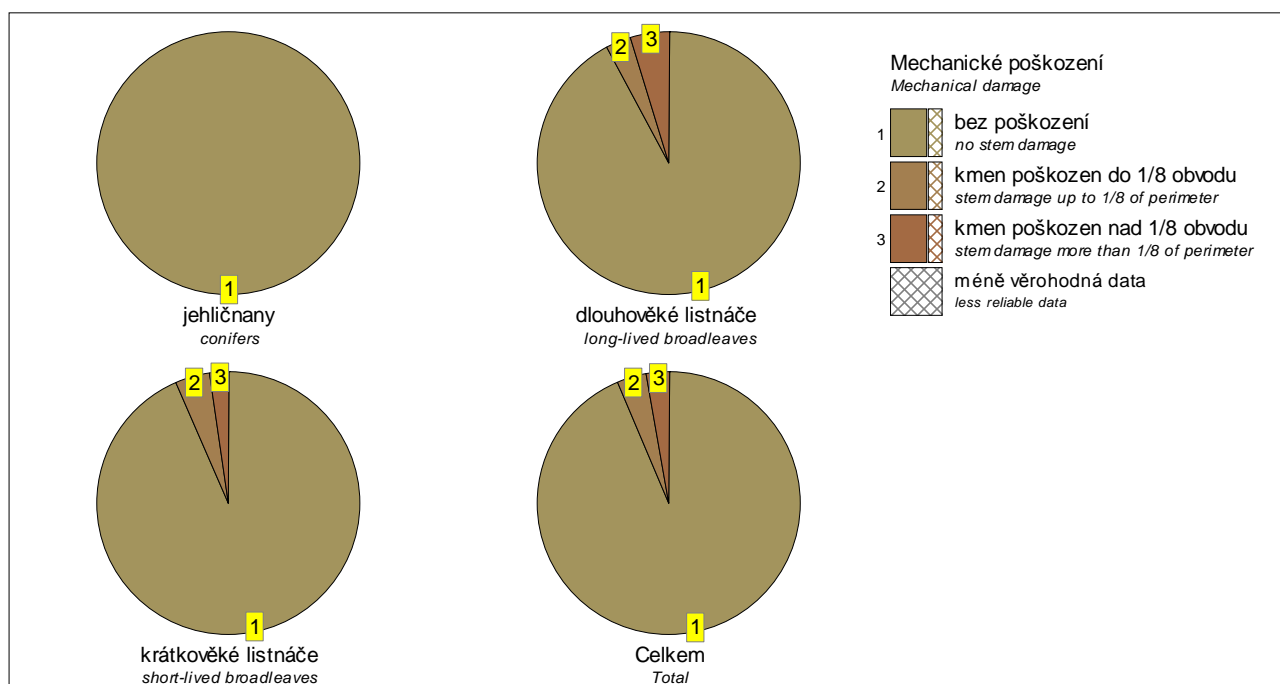 1
jehličnany
conifers
2
3
1
dlouhověké listnáče
long-lived broadleaves
2
3
1
krátkověké listnáče
short-lived broadleaves
2
3
1
Celkem
Total
Mechanické poškození
Mechanical damage
1 bez poškození
no stem damage
2 kmen poškozen do 1/8 obvodu
stem damage up to 1/8 of perimeter
3 kmen poškozen nad 1/8 obvodu
stem damage more than 1/8 of perimeter
méně věrohodná data
less reliable data